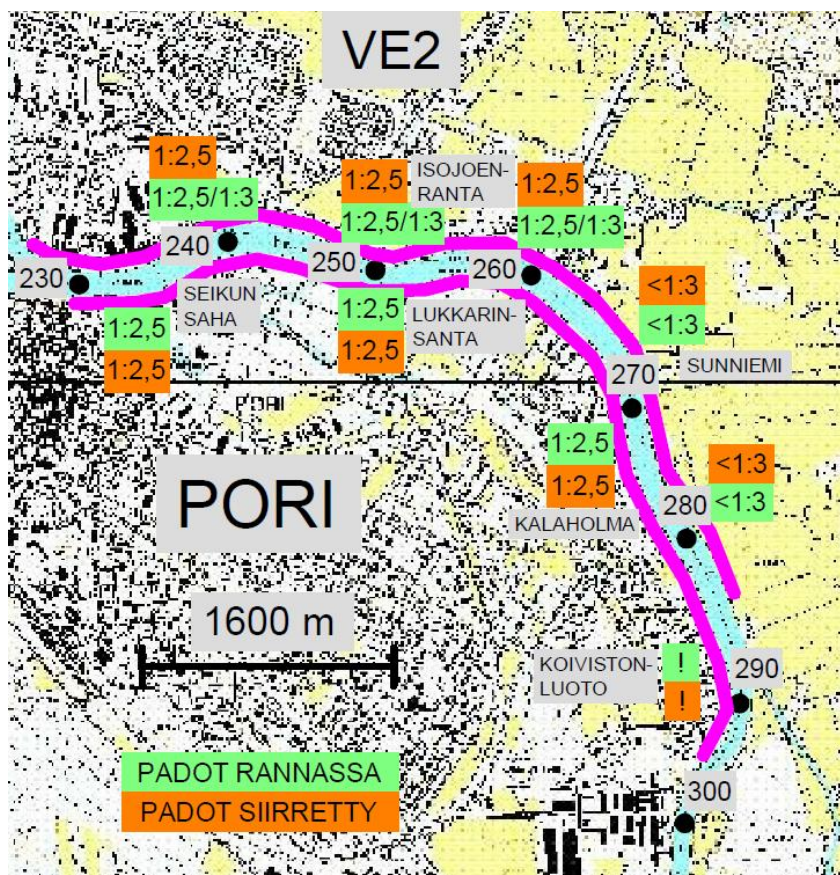 VE2
1:2,5
1:2,5/1:3
1:2,5
1:2,5/1:3
ISOJOEN-
RANTA
1:2,5
1:2,5/1:3
230
240
250
260
SEIKUN
SAHA
1:2,5
1:2,5
1:2,5
1:2,5
LUKKARIN-
SANTA
<1:3
<1:3
270
SUNNIEMI
PORI
1:2,5
1:2,5
KALAHOLMA
PORI
280
<1:3
<1:3
1600 m
KOIVISTON-
LUOTO
!
!
290
300
PADOT RANNASSA
PADOT SIIRRETTY